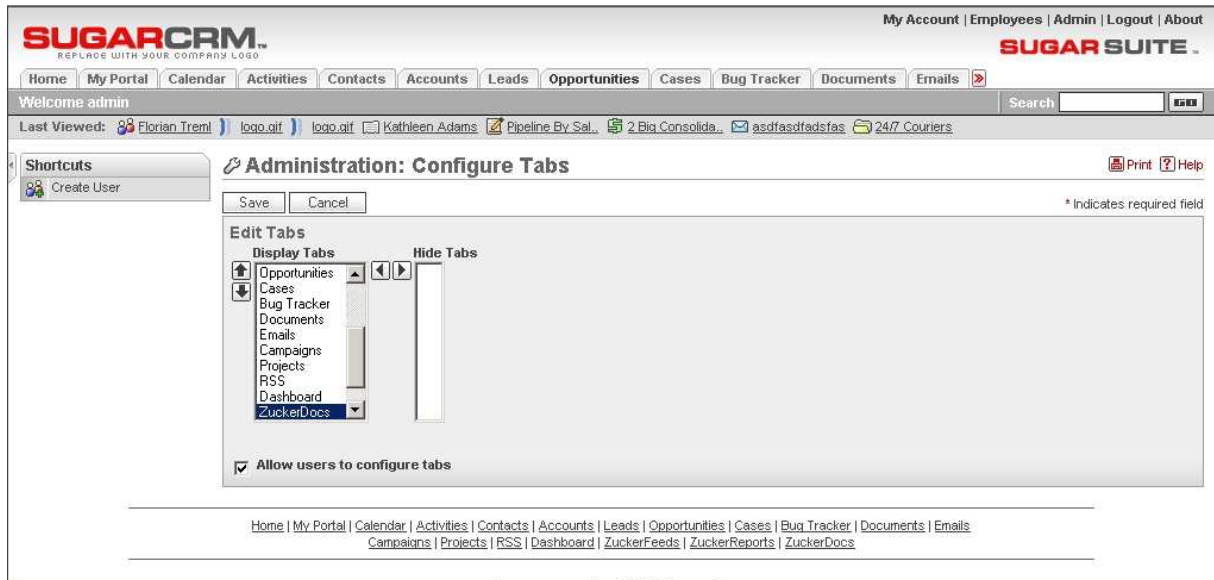 My Account | Employees | Admin | Logout | About
SUGARCRM™
REPLACE WITH YOUR COMPANY LOGO
SUGAR SUITE
Home My Portal Calendar Activities Contacts Accounts Leads Opportunities Cases Bug Tracker Documents Emails
Welcome admin Search GO
Last Viewed: Florian Treml logo.gif logo.gif Kathleen Adams Pipeline By Sal.. 2 Big Consolida.. asdfasdfadsfas 24/7 Couriers
Shortcuts
Create User
Administration: Configure Tabs
Print ? Help
Save Cancel
* Indicates required field
Edit Tabs
Display Tabs Hide Tabs
Opportunities
Cases
Bug Tracker
Documents
Emails
Campaigns
Projects
RSS
Dashboard
ZuckerDocs
Allow users to configure tabs
Home | My Portal | Calendar | Activities | Contacts | Accounts | Leads | Opportunities | Cases | Bug Tracker | Documents | Emails
Campaigns | Projects | RSS | Dashboard | ZuckerFeeds | ZuckerReports | ZuckerDocs